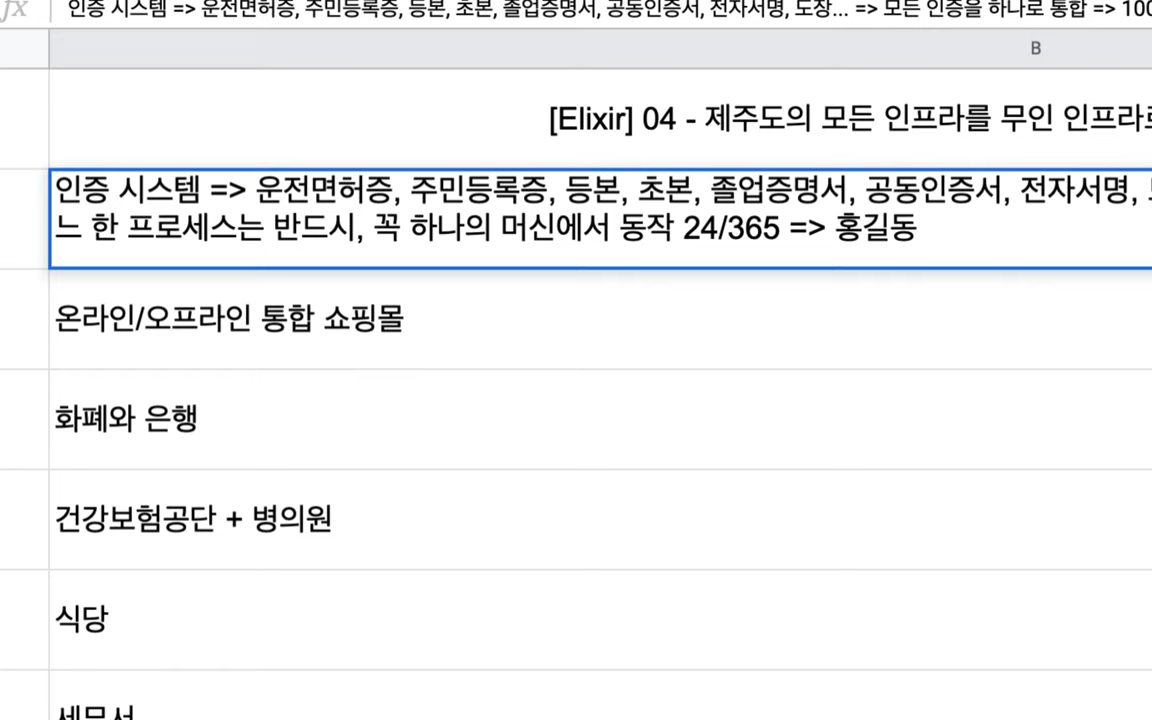 fx 인증 시스템 => 운전면허증, 주민등록증, 등본, 초본, 졸업증명서, 공동인증서, 전자서명, 도장... => 모든 인증을 하나로 통합 => 100
B
[Elixir] 04 - 제주도의 모든 인프라를 무인 인프라로
인증 시스템 => 운전면허증, 주민등록증, 등본, 초본, 졸업증명서, 공동인증서, 전자서명,
느 한 프로세스는 반드시, 꼭 하나의 머신에서 동작 24/365 => 홍길동
온라인/오프라인 통합 쇼핑몰
화폐와 은행
건강보험공단 + 병의원
식당
세무서